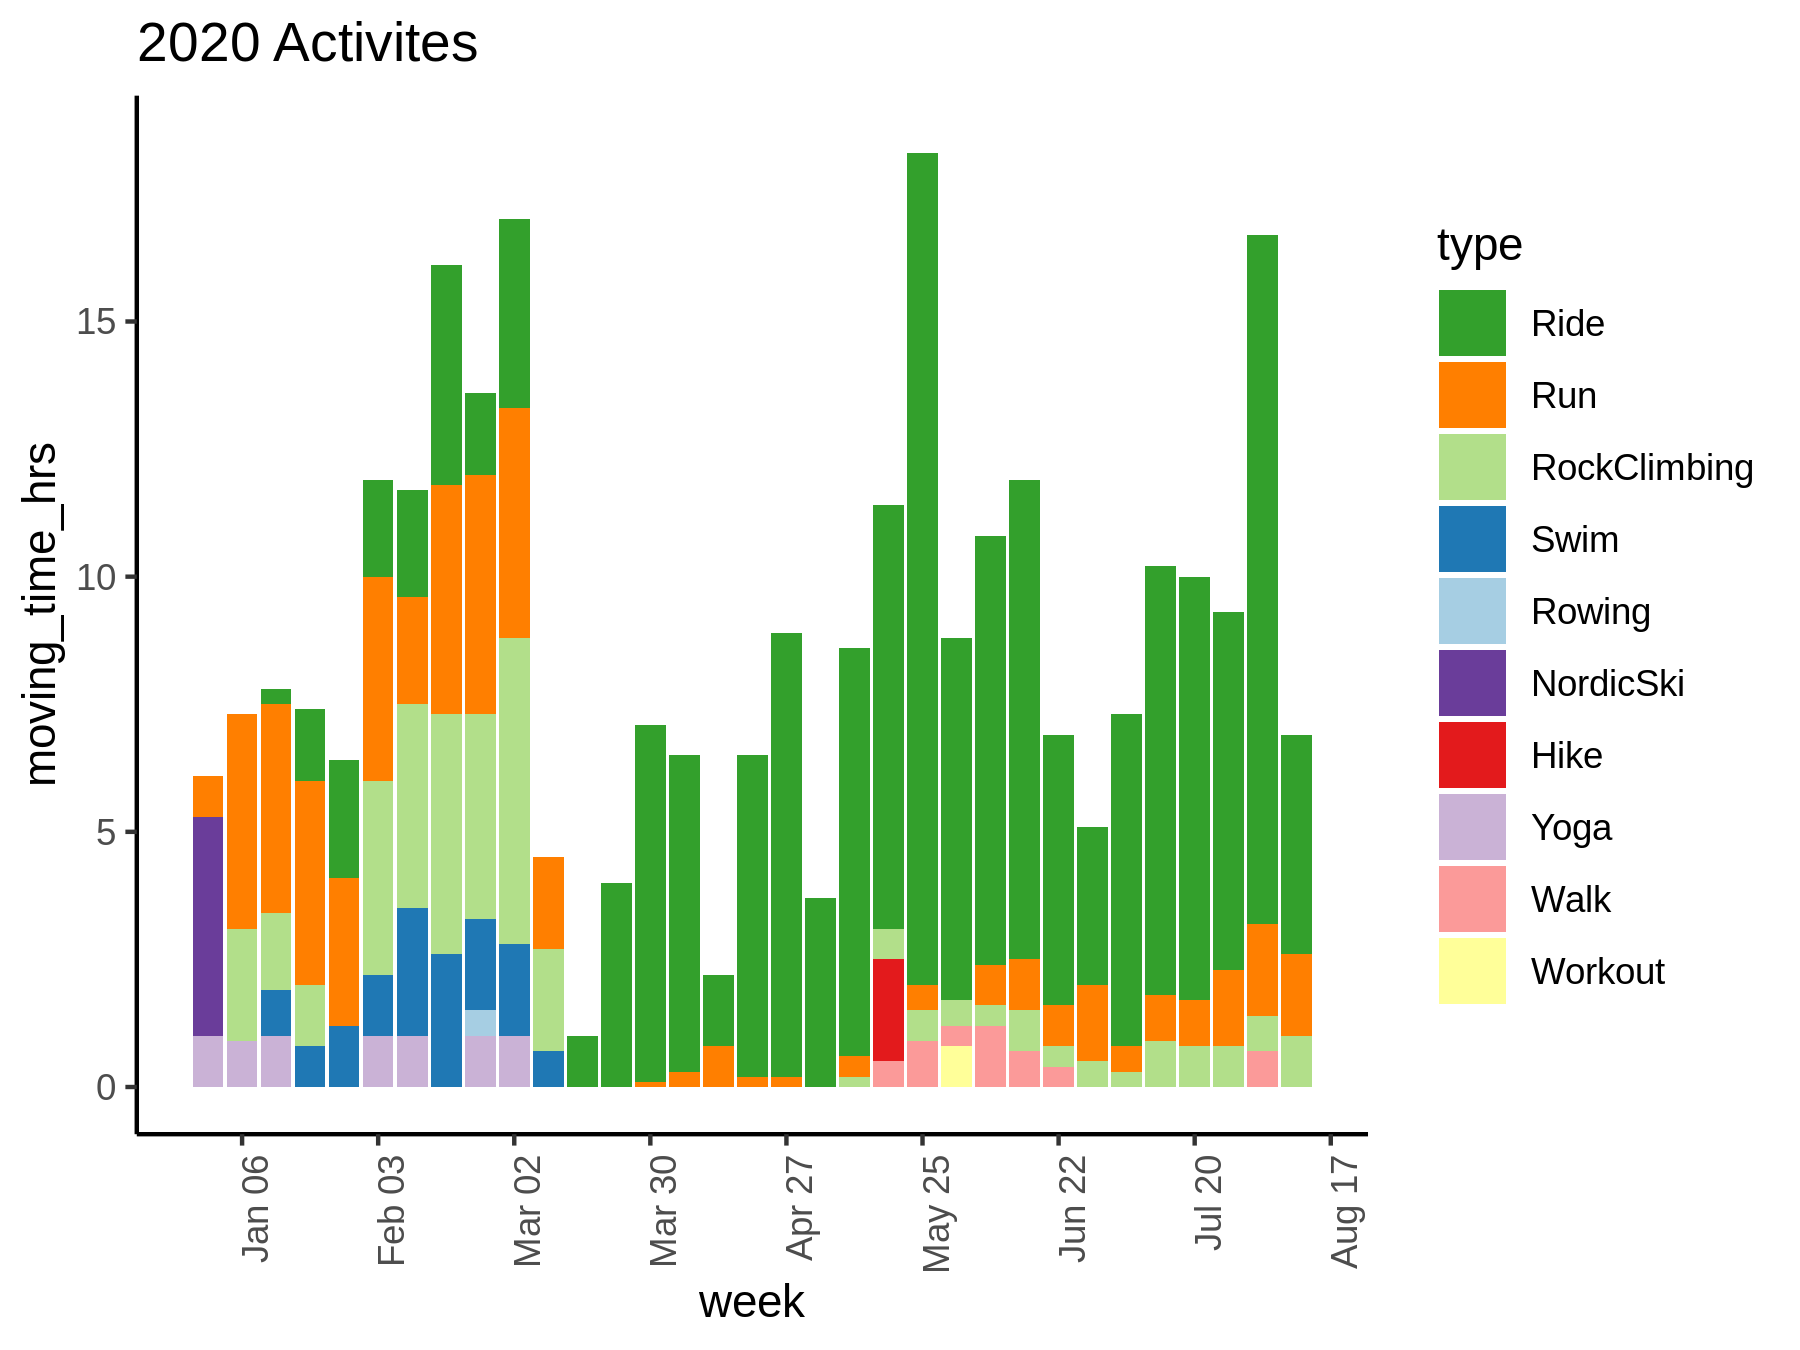 2020 Activites
moving_time_hrs
15
10
5
0
Jan 06
Feb 03
Mar 02
Mar 30
Apr 27
May 25
Jun 22
Jul 20
Aug 17
week
type
Ride
Run
RockClimbing
Swim
Rowing
NordicSki
Hike
Yoga
Walk
Workout